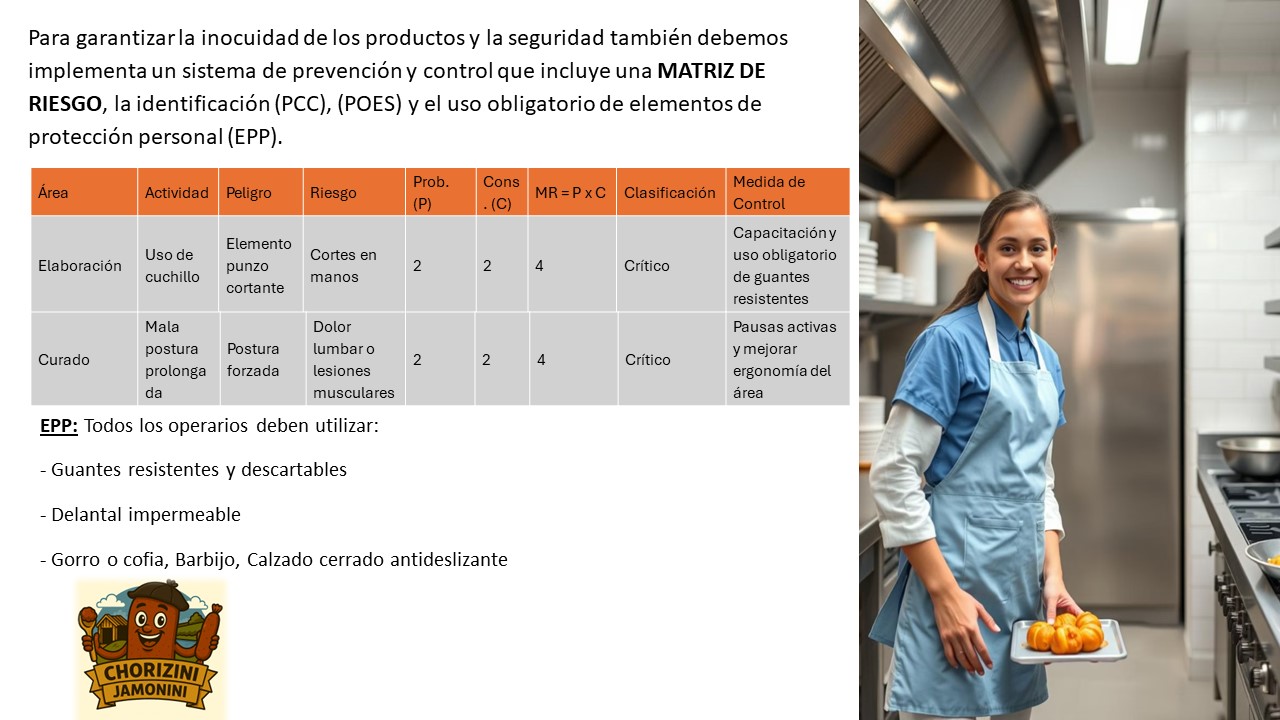 Para garantizar la inocuidad de los productos y la seguridad también debemos
implementa un sistema de prevención y control que incluye una MATRIZ DE
RIESGO, la identificación (PCC), (POES) y el uso obligatorio de elementos de
protección personal (EPP).
Área Actividad Peligro Riesgo Prob. (P) Cons. (C) MR = P x C Clasificación Medida de Control
Elaboración Uso de cuchillo Elemento punzo cortante Cortes en manos 2 2 4 Crítico Capacitación y uso obligatorio de guantes resistentes
Curado Mala postura prolongada Postura forzada Dolor lumbar o lesiones musculares 2 2 4 Crítico Pausas activas y mejorar ergonomía del área
EPP: Todos los operarios deben utilizar:
- Guantes resistentes y descartables
- Delantal impermeable
- Gorro o cofia, Barbijo, Calzado cerrado antideslizante
CHORIZINI
JAMONINI